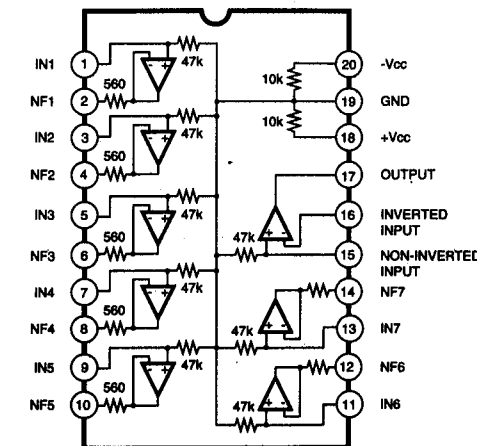 IN1 1 47k 20 -Vcc
560 10k
NF1 2 19 GND
IN2 3 47k 10k 18 +Vcc
560
NF2 4 17 OUTPUT
IN3 5 47k 16 INVERTED INPUT
560 47k
NF3 6 15 NON-INVERTED INPUT
IN4 7 47k 14 NF7
560 47k
NF4 8 13 IN7
IN5 9 47k 12 NF6
560 47k
NF5 10 11 IN6